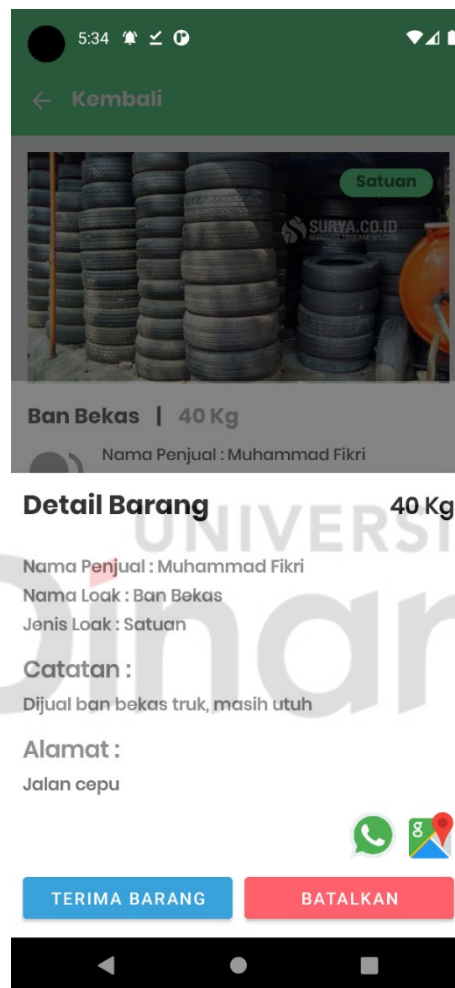 5:34
Kembali
Satuan
SURYA.CO.ID
Ban Bekas | 40 Kg
Nama Penjual : Muhammad Fikri
Detail Barang 40 Kg
UNIVERSI
Dinar
Nama Penjual : Muhammad Fikri
Nama Loak : Ban Bekas
Jenis Loak : Satuan
Catatan :
Dijual ban bekas truk, masih utuh
Alamat :
Jalan cepu
TERIMA BARANG BATALKAN